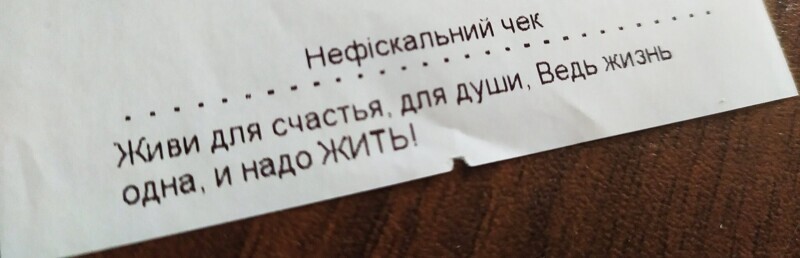 Нефіскальний чек
. . . . . . . . . . . . . . . . . . . . . . . . . . . . . .
Живи для счастья, для души, Ведь жизнь
одна, и надо ЖИТЬ!